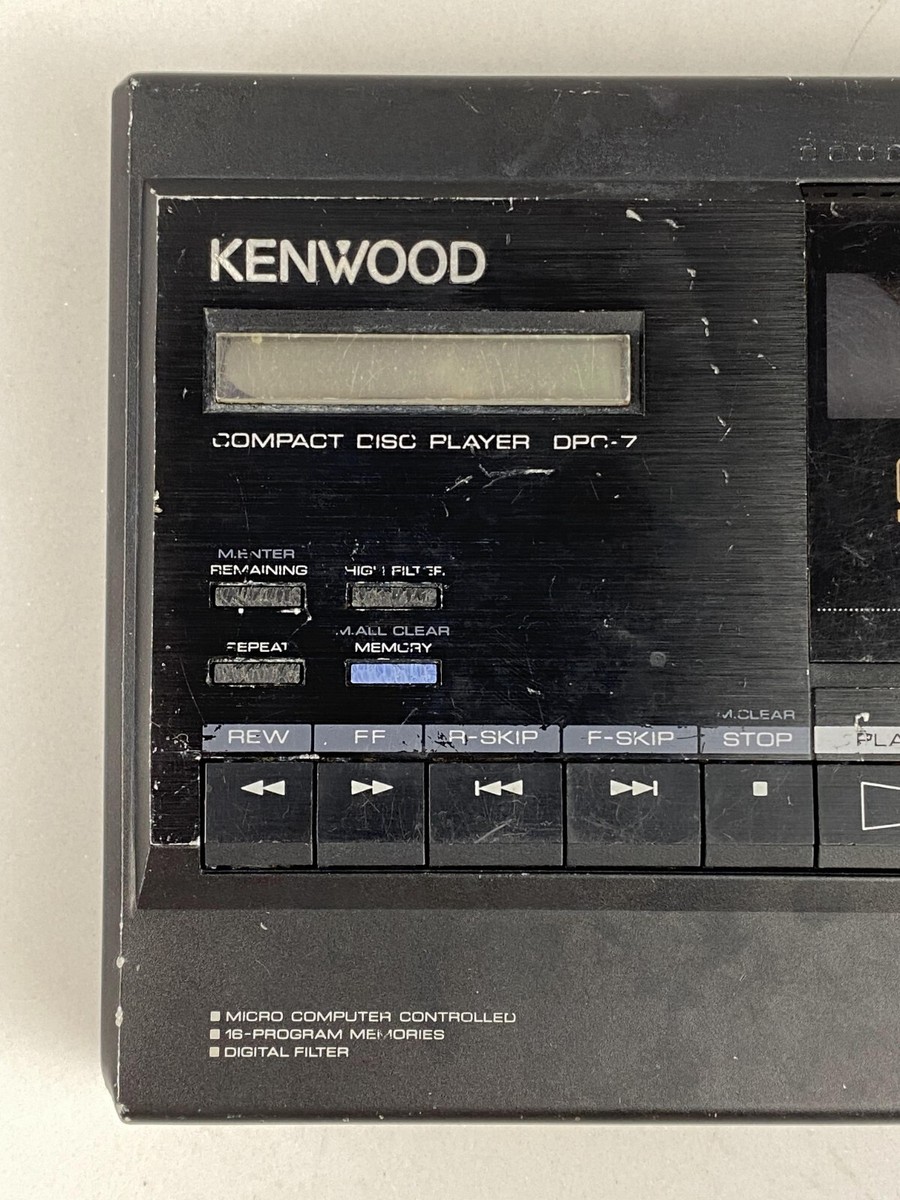 KENWOOD
COMPACT DISC PLAYER DPC-7
M.ENTER
REMAINING
HIGH FILTER
REPEAT
M.ALL CLEAR
MEMORY
M.CLEAR
REW FF R-SKIP F-SKIP STOP PLA
MICRO COMPUTER CONTROLLED
16-PROGRAM MEMORIES
DIGITAL FILTER